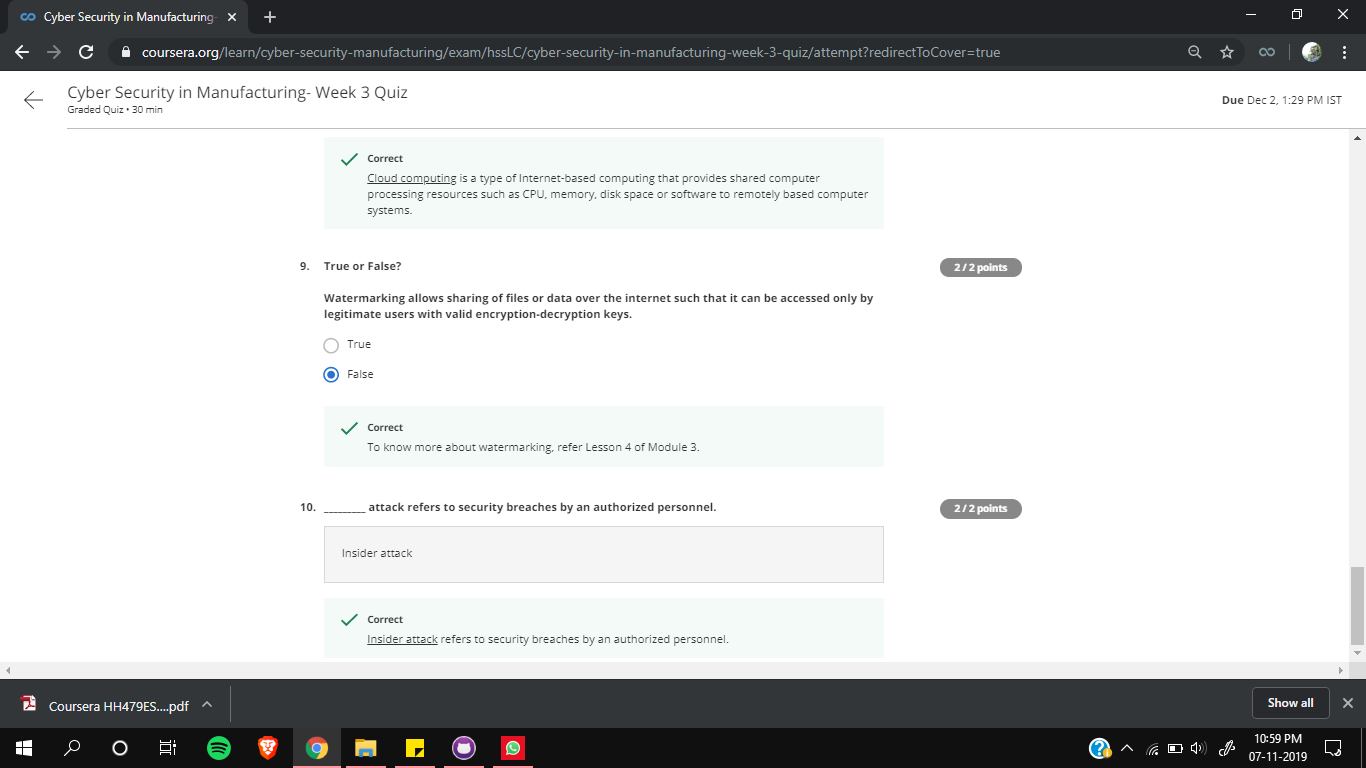 Cyber Security in Manufacturing-
coursera.org/learn/cyber-security-manufacturing/exam/hssLC/cyber-security-in-manufacturing-week-3-quiz/attempt?redirectToCover=true
Cyber Security in Manufacturing- Week 3 Quiz
Graded Quiz • 30 min
Due Dec 2, 1:29 PM IST
Correct
Cloud computing is a type of Internet-based computing that provides shared computer
processing resources such as CPU, memory, disk space or software to remotely based computer
systems.
9. True or False?
2 / 2 points
Watermarking allows sharing of files or data over the internet such that it can be accessed only by
legitimate users with valid encryption-decryption keys.
True
False
Correct
To know more about watermarking, refer Lesson 4 of Module 3.
10. _________ attack refers to security breaches by an authorized personnel.
2 / 2 points
Insider attack
Correct
Insider attack refers to security breaches by an authorized personnel.
Coursera HH479ES....pdf
Show all
10:59 PM
07-11-2019